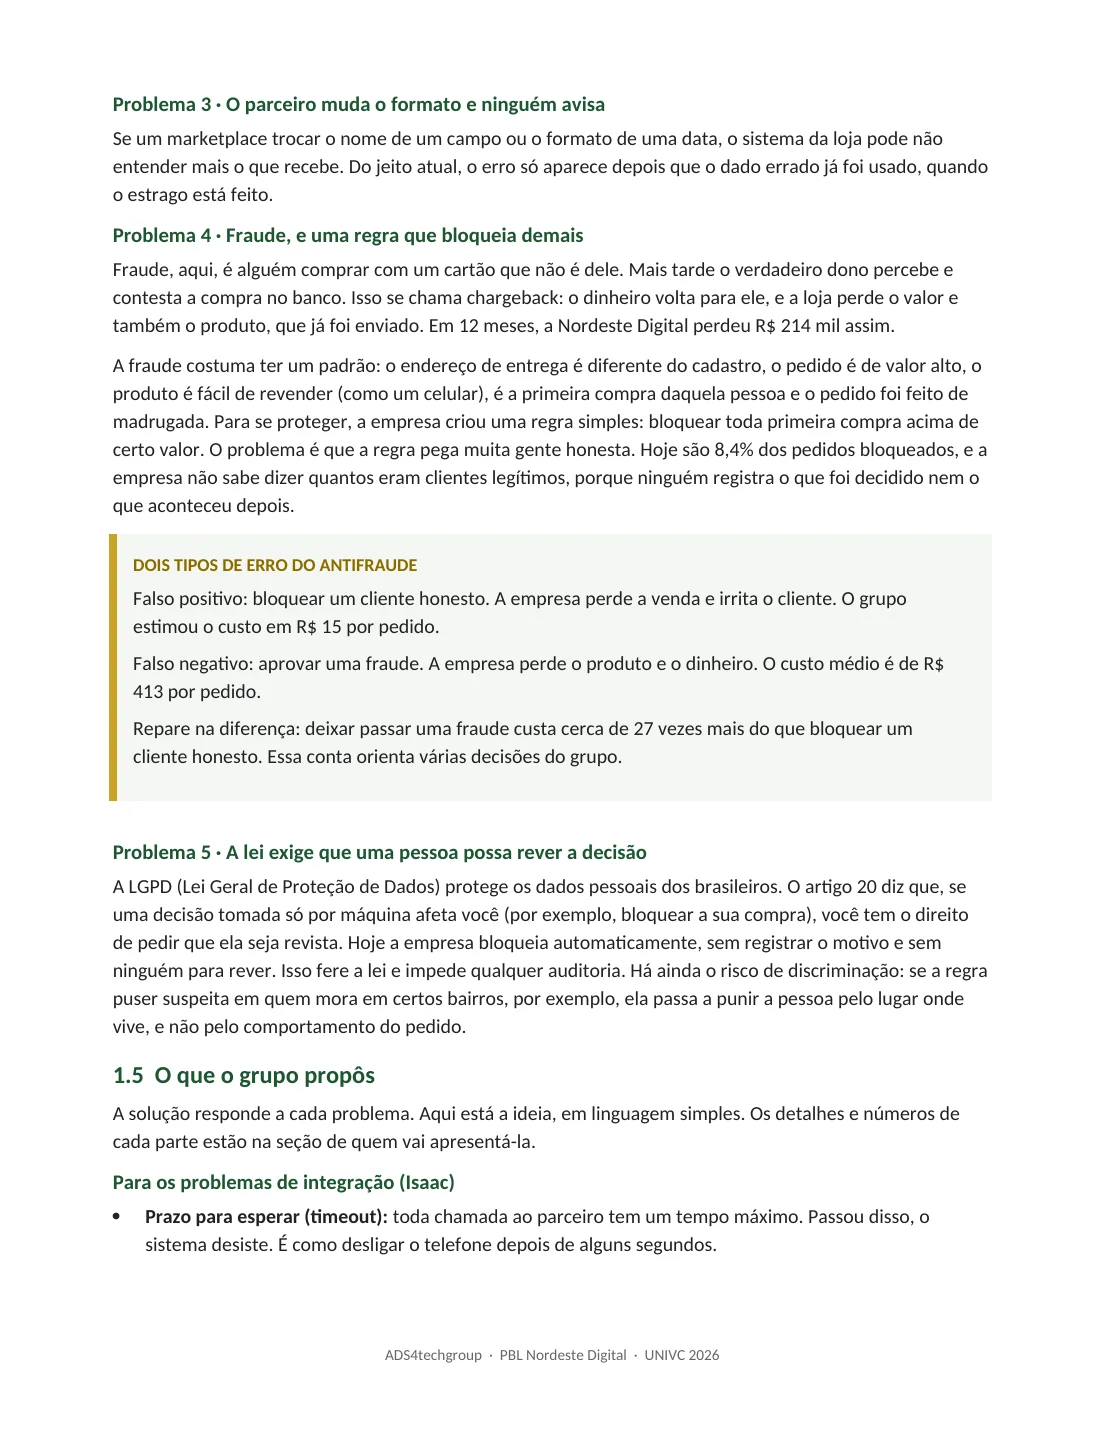 Problema 3 · O parceiro muda o formato e ninguém avisa
Se um marketplace trocar o nome de um campo ou o formato de uma data, o sistema da loja pode não
entender mais o que recebe. Do jeito atual, o erro só aparece depois que o dado errado já foi usado, quando
o estrago está feito.
Problema 4 · Fraude, e uma regra que bloqueia demais
Fraude, aqui, é alguém comprar com um cartão que não é dele. Mais tarde o verdadeiro dono percebe e
contesta a compra no banco. Isso se chama chargeback: o dinheiro volta para ele, e a loja perde o valor e
também o produto, que já foi enviado. Em 12 meses, a Nordeste Digital perdeu R$ 214 mil assim.
A fraude costuma ter um padrão: o endereço de entrega é diferente do cadastro, o pedido é de valor alto, o
produto é fácil de revender (como um celular), é a primeira compra daquela pessoa e o pedido foi feito de
madrugada. Para se proteger, a empresa criou uma regra simples: bloquear toda primeira compra acima de
certo valor. O problema é que a regra pega muita gente honesta. Hoje são 8,4% dos pedidos bloqueados, e a
empresa não sabe dizer quantos eram clientes legítimos, porque ninguém registra o que foi decidido nem o
que aconteceu depois.
DOIS TIPOS DE ERRO DO ANTIFRAUDE
Falso positivo: bloquear um cliente honesto. A empresa perde a venda e irrita o cliente. O grupo
estimou o custo em R$ 15 por pedido.
Falso negativo: aprovar uma fraude. A empresa perde o produto e o dinheiro. O custo médio é de R$
413 por pedido.
Repare na diferença: deixar passar uma fraude custa cerca de 27 vezes mais do que bloquear um
cliente honesto. Essa conta orienta várias decisões do grupo.
Problema 5 · A lei exige que uma pessoa possa rever a decisão
A LGPD (Lei Geral de Proteção de Dados) protege os dados pessoais dos brasileiros. O artigo 20 diz que, se
uma decisão tomada só por máquina afeta você (por exemplo, bloquear a sua compra), você tem o direito
de pedir que ela seja revista. Hoje a empresa bloqueia automaticamente, sem registrar o motivo e sem
ninguém para rever. Isso fere a lei e impede qualquer auditoria. Há ainda o risco de discriminação: se a regra
puser suspeita em quem mora em certos bairros, por exemplo, ela passa a punir a pessoa pelo lugar onde
vive, e não pelo comportamento do pedido.
1.5 O que o grupo propôs
A solução responde a cada problema. Aqui está a ideia, em linguagem simples. Os detalhes e números de
cada parte estão na seção de quem vai apresentá-la.
Para os problemas de integração (Isaac)
• Prazo para esperar (timeout): toda chamada ao parceiro tem um tempo máximo. Passou disso, o
sistema desiste. É como desligar o telefone depois de alguns segundos.
ADS4techgroup · PBL Nordeste Digital · UNIVC 2026